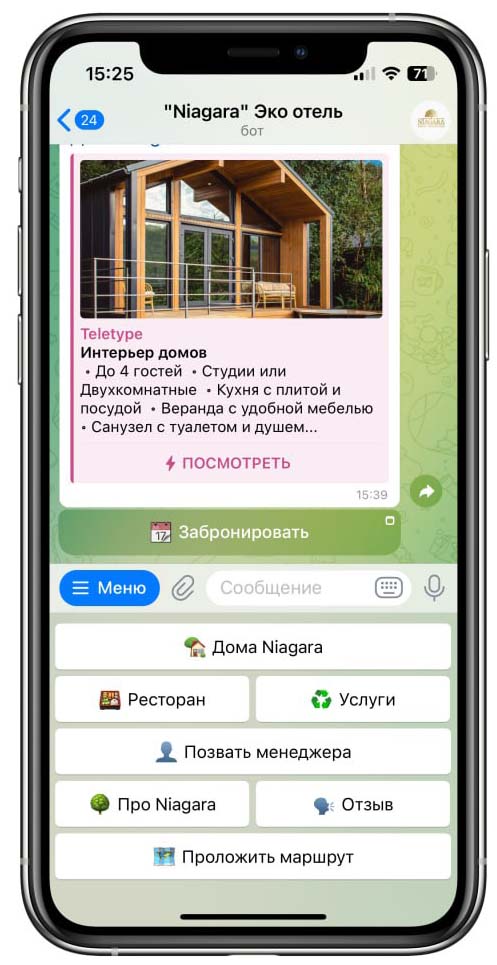 15:25
71
24
"Niagara" Эко отель
бот
NIAGARA
Teletype
Интерьер домов
• До 4 гостей • Студии или
Двухкомнатные • Кухня с плитой и
посудой • Веранда с удобной мебелью
• Санузел с туалетом и душем...
ПОСМОТРЕТЬ
15:39
17
Забронировать
Меню
Сообщение
Дома Niagara
Ресторан
Услуги
Позвать менеджера
Про Niagara
Отзыв
Проложить маршрут